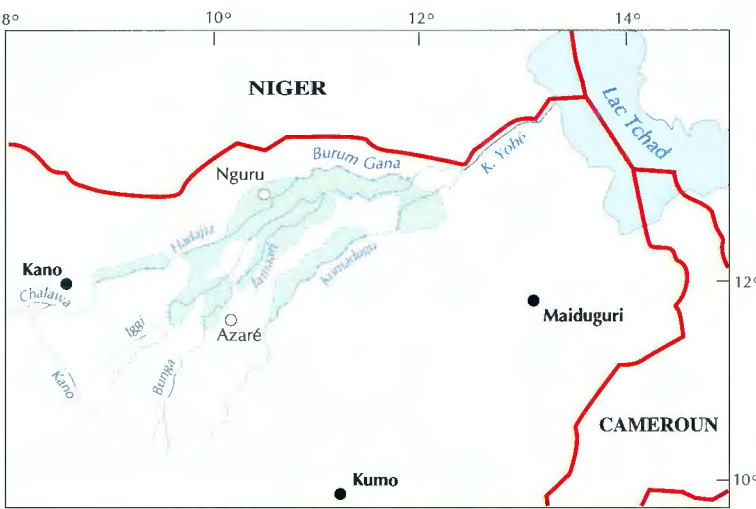 8°
10°
12°
14°
NIGER
Lac Tchad
K. Yobé
Burum Gana
Nguru
Hadejia
Jamaari
Komadugu
Kano
Chalawa
12°
Maiduguri
Iggi
Azaré
Bunga
Kano
CAMEROUN
Kumo
10°